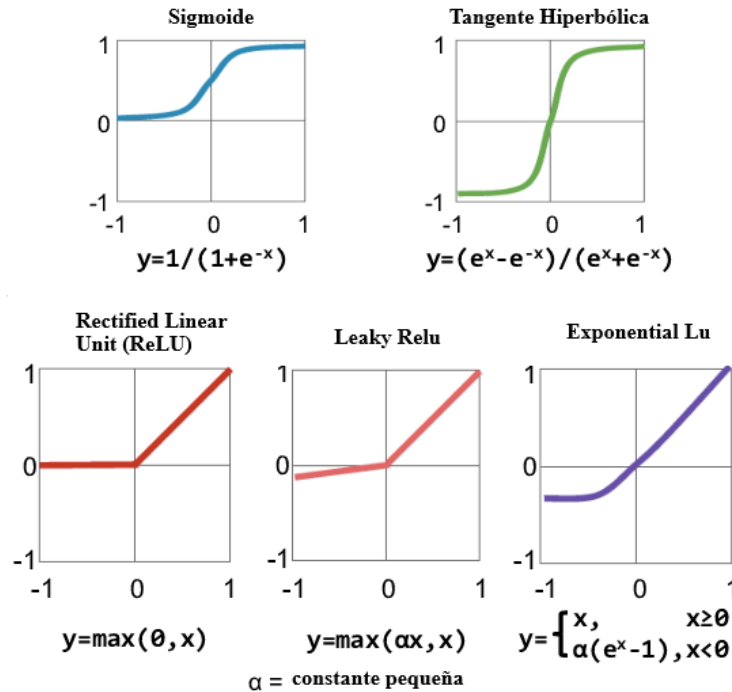 Sigmoide
Tangente Hiperbólica
1
0
-1
-1 0 1
1
0
-1
-1 0 1
y=1/(1+e⁻ˣ)
y=(eˣ-e⁻ˣ)/(eˣ+e⁻ˣ)
Rectified Linear
Unit (ReLU)
Leaky Relu
Exponential Lu
1
0
-1
-1 0 1
1
0
-1
-1 0 1
1
0
-1
-1 0 1
y=max(0,x)
y=max(αx,x)
y={x, x≥0
α(eˣ-1),x<0
α = constante pequeña